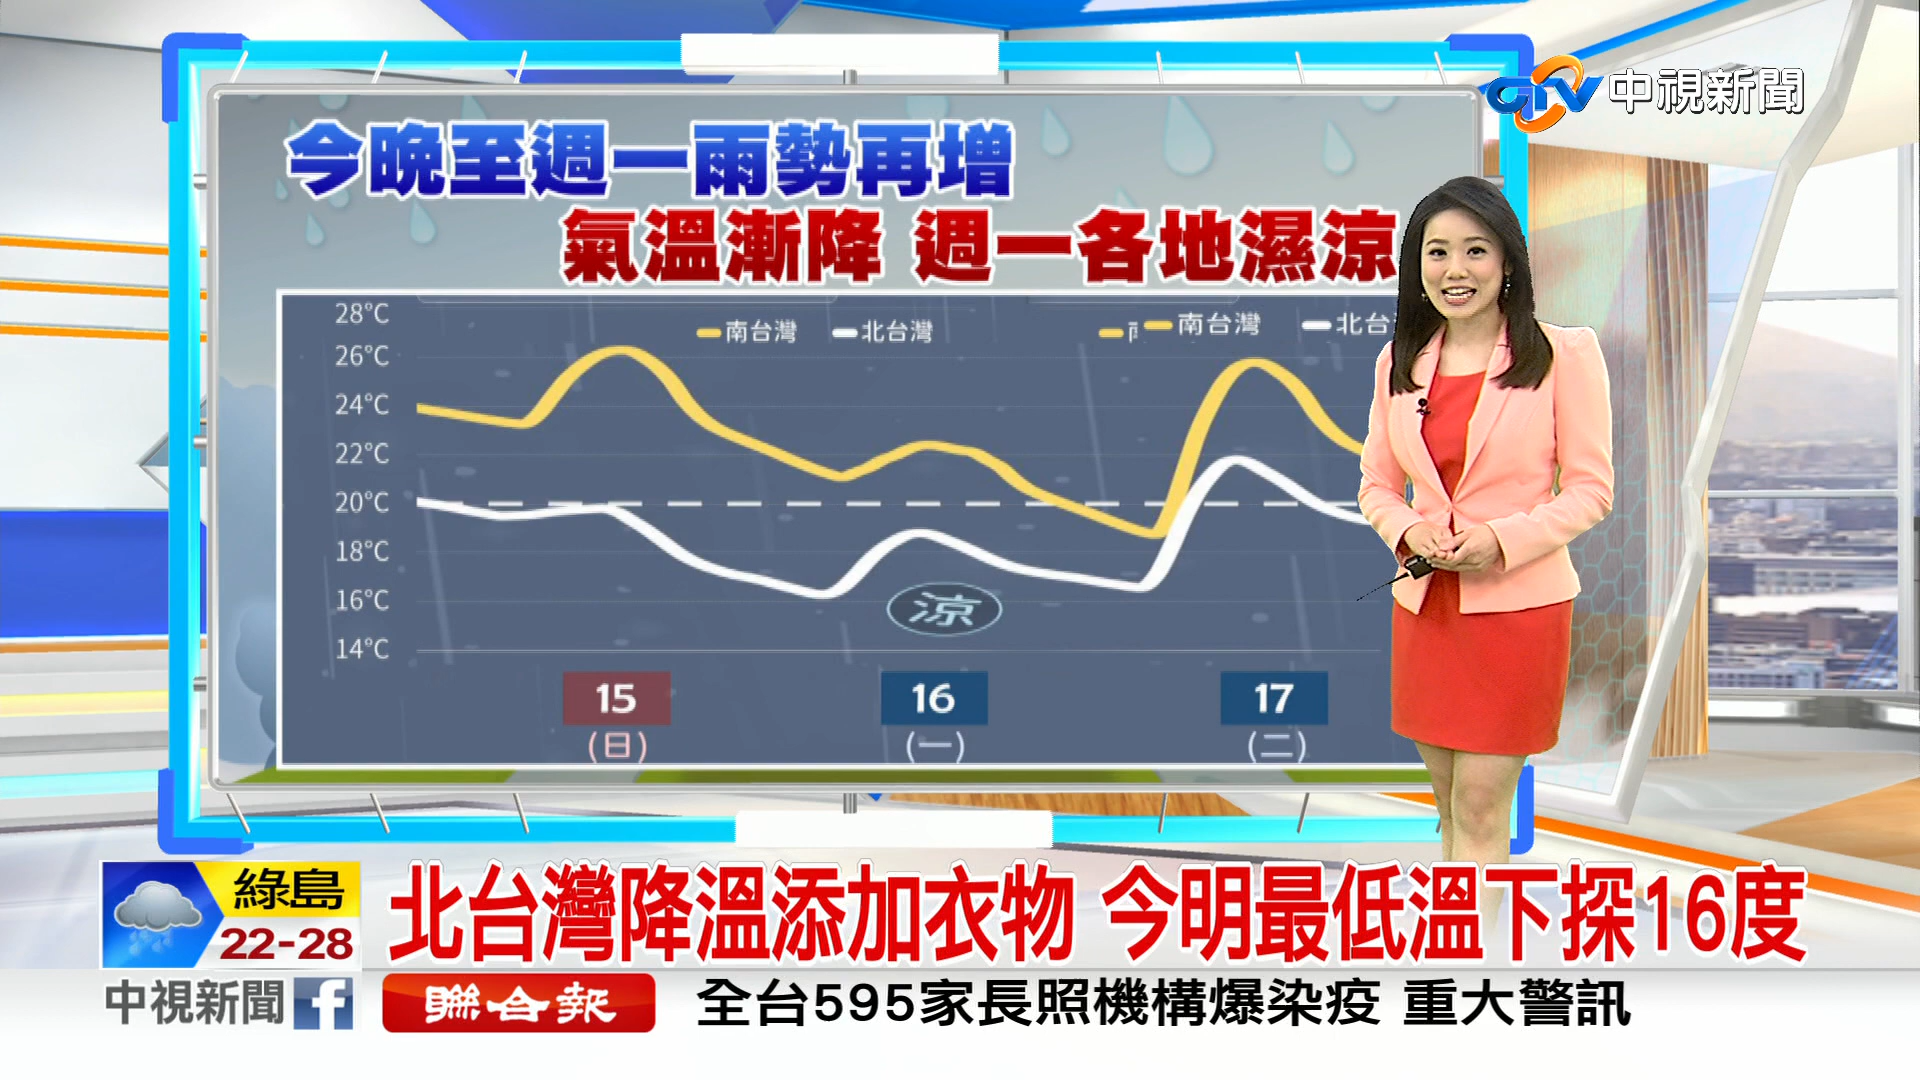 CTV 中視新聞
今晚至週一雨勢再增
氣溫漸降 週一各地濕涼
28°C
南台灣 北台灣
南台灣 北台
26°C
24°C
22°C
20°C
18°C
16°C
涼
14°C
15 16 17
(日) (一) (二)
綠島
22-28
北台灣降溫添加衣物 今明最低溫下探16度
中視新聞 f
聯合報
全台595家長照機構爆染疫 重大警訊